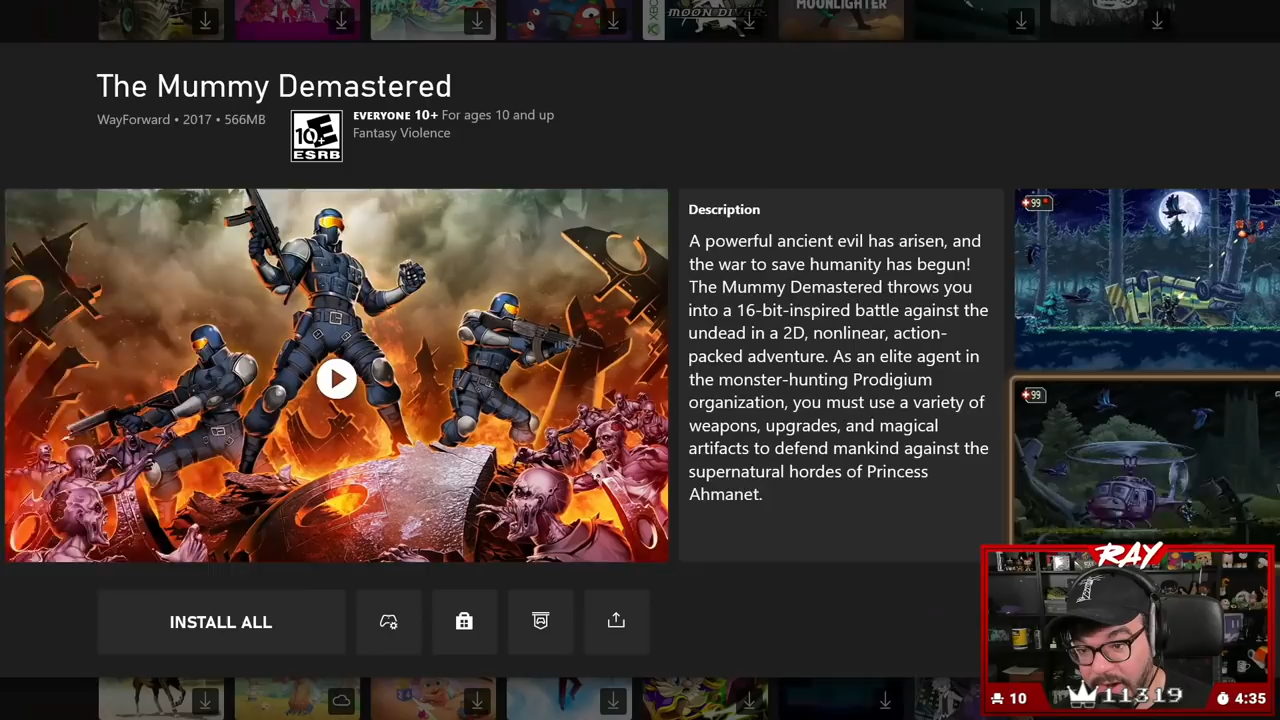 MOON DIVER
MOONLIGHTER
The Mummy Demastered
WayForward • 2017 • 566MB
10+
ESRB
EVERYONE 10+ For ages 10 and up
Fantasy Violence
Description
A powerful ancient evil has arisen, and
the war to save humanity has begun!
The Mummy Demastered throws you
into a 16-bit-inspired battle against the
undead in a 2D, nonlinear, action-
packed adventure. As an elite agent in
the monster-hunting Prodigium
organization, you must use a variety of
weapons, upgrades, and magical
artifacts to defend mankind against the
supernatural hordes of Princess
Ahmanet.
99
99
INSTALL ALL
RAY
10
11319
4:35